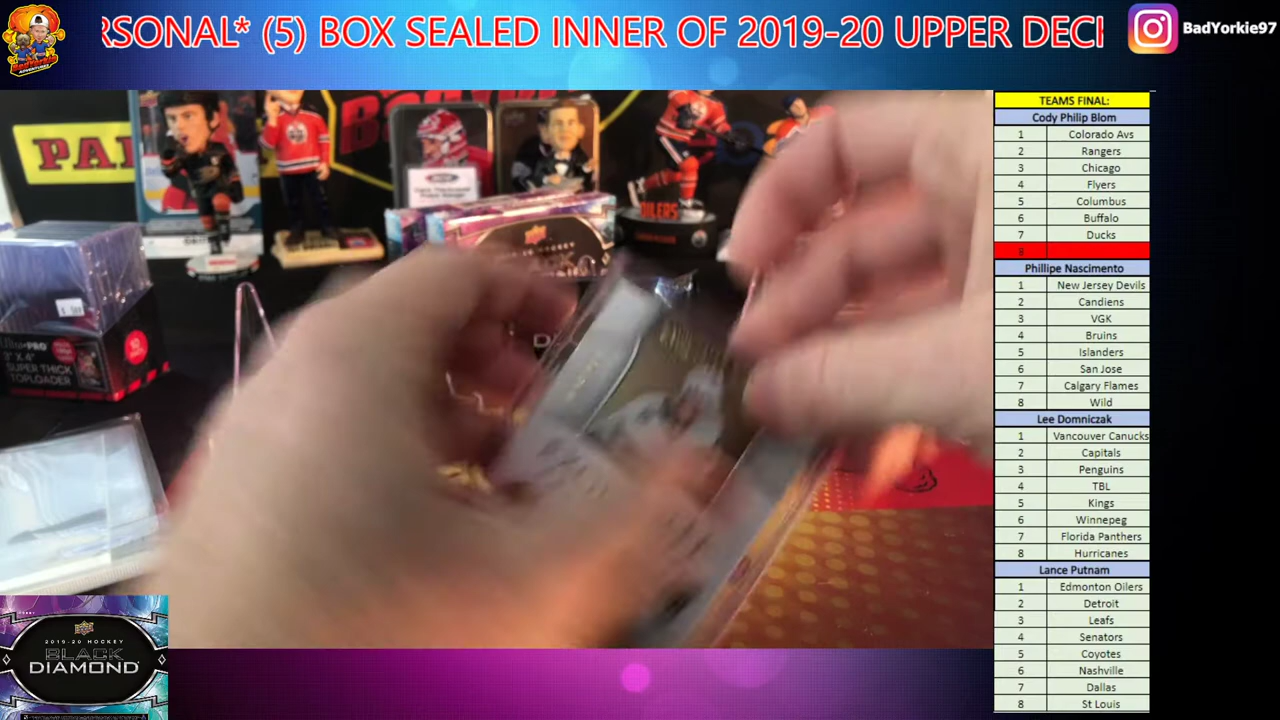 RSONAL* (5) BOX SEALED INNER OF 2019-20 UPPER DECK
BadYorkie97
TEAMS FINAL:
Cody Philip Blom
1 Colorado Avs
2 Rangers
3 Chicago
4 Flyers
5 Columbus
6 Buffalo
7 Ducks
8
Phillipe Nascimento
1 New Jersey Devils
2 Candiens
3 VGK
4 Bruins
5 Islanders
6 San Jose
7 Calgary Flames
8 Wild
Lee Domniczak
1 Vancouver Canucks
2 Capitals
3 Penguins
4 TBL
5 Kings
6 Winnepeg
7 Florida Panthers
8 Hurricanes
Lance Putnam
1 Edmonton Oilers
2 Detroit
3 Leafs
4 Senators
5 Coyotes
6 Nashville
7 Dallas
8 St Louis
PA
OILERS
3" X 4"
SUPER THICK
TOPLOADER
2019-20 HOCKEY
BLACK
DIAMOND